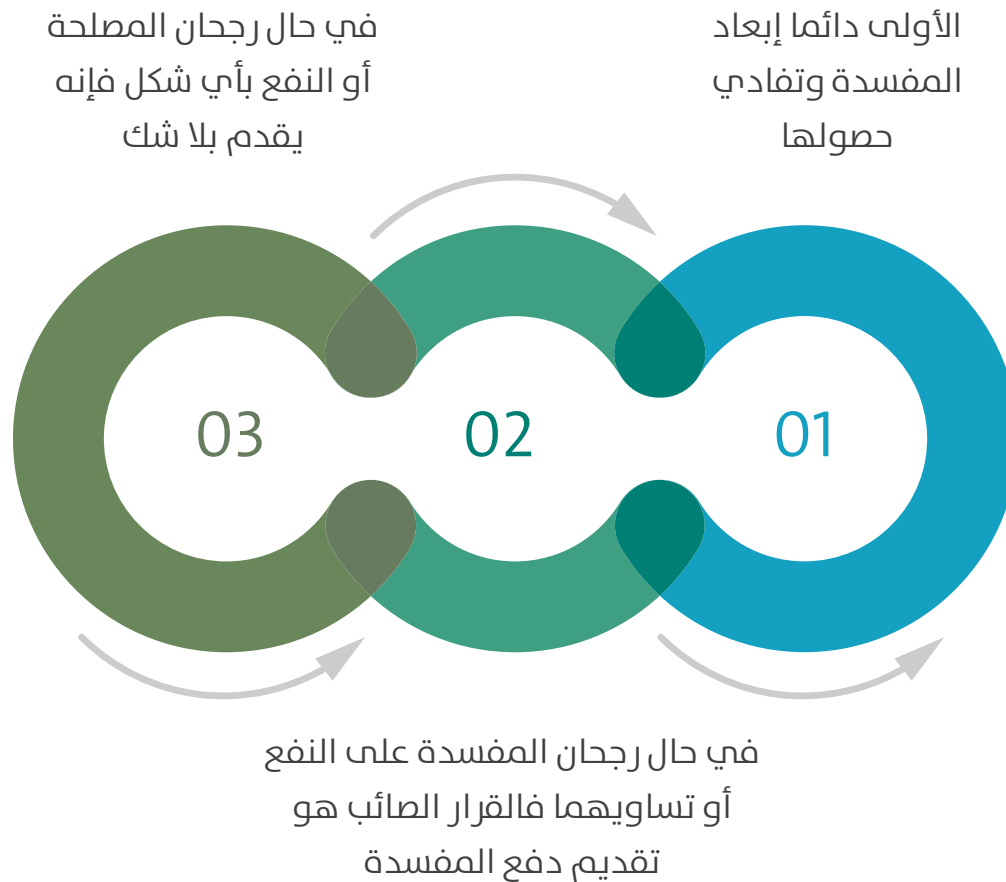 الأولى دائما إبعاد
المفسدة وتفادي
حصولها
في حال رجحان المصلحة
أو النفع بأي شكل فإنه
يقدم بلا شك
01
02
03
في حال رجحان المفسدة على النفع
أو تساويهما فالقرار الصائب هو
تقديم دفع المفسدة